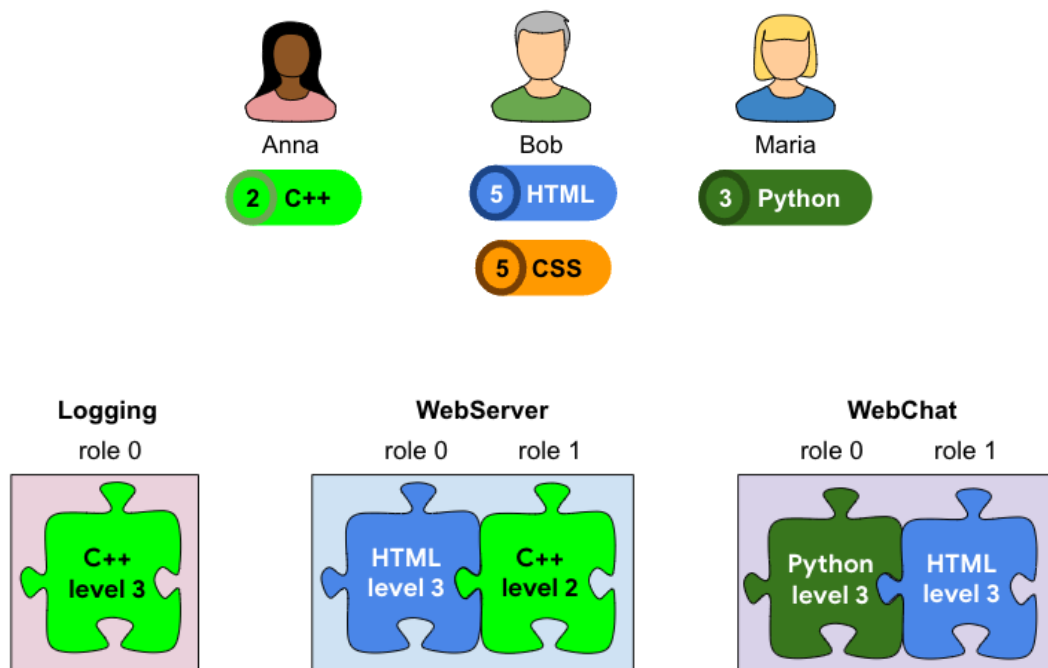 Anna Bob Maria
2 C++ 5 HTML 3 Python
5 CSS
Logging WebServer WebChat
role 0 role 0 role 1 role 0 role 1
C++
level 3
HTML
level 3
C++
level 2
Python
level 3
HTML
level 3